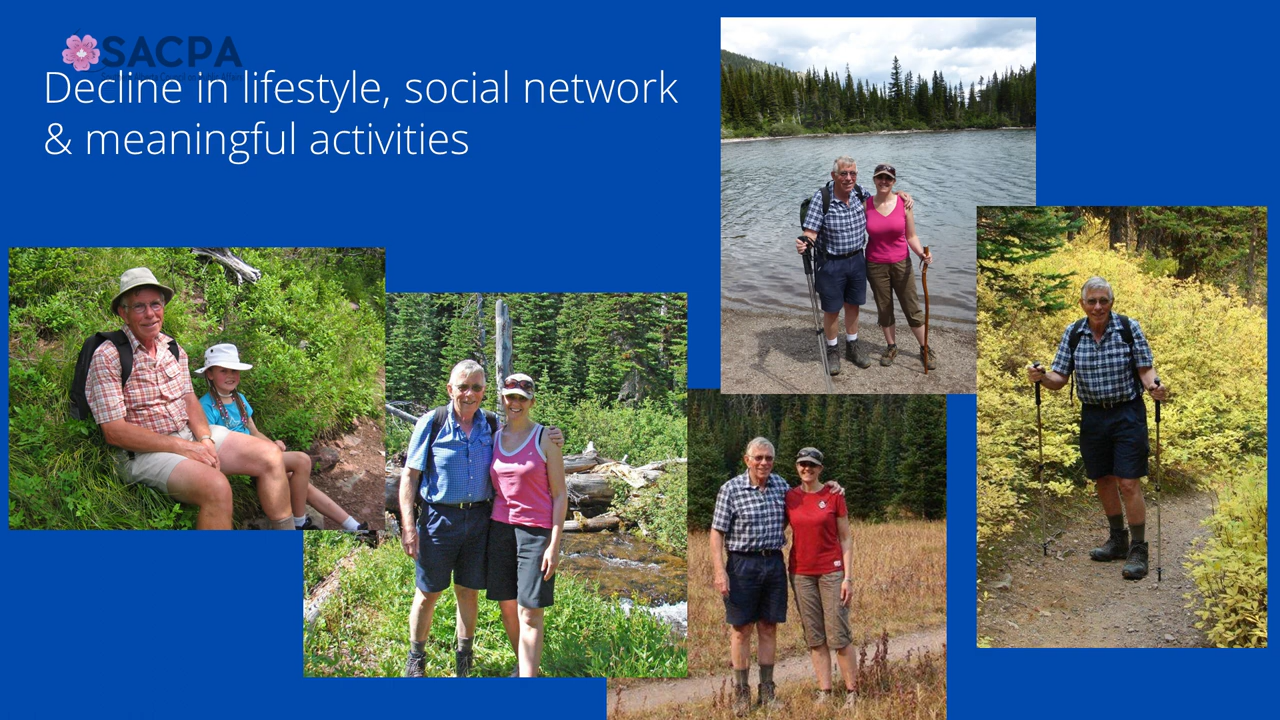 SACPA
Decline in lifestyle, social network
& meaningful activities